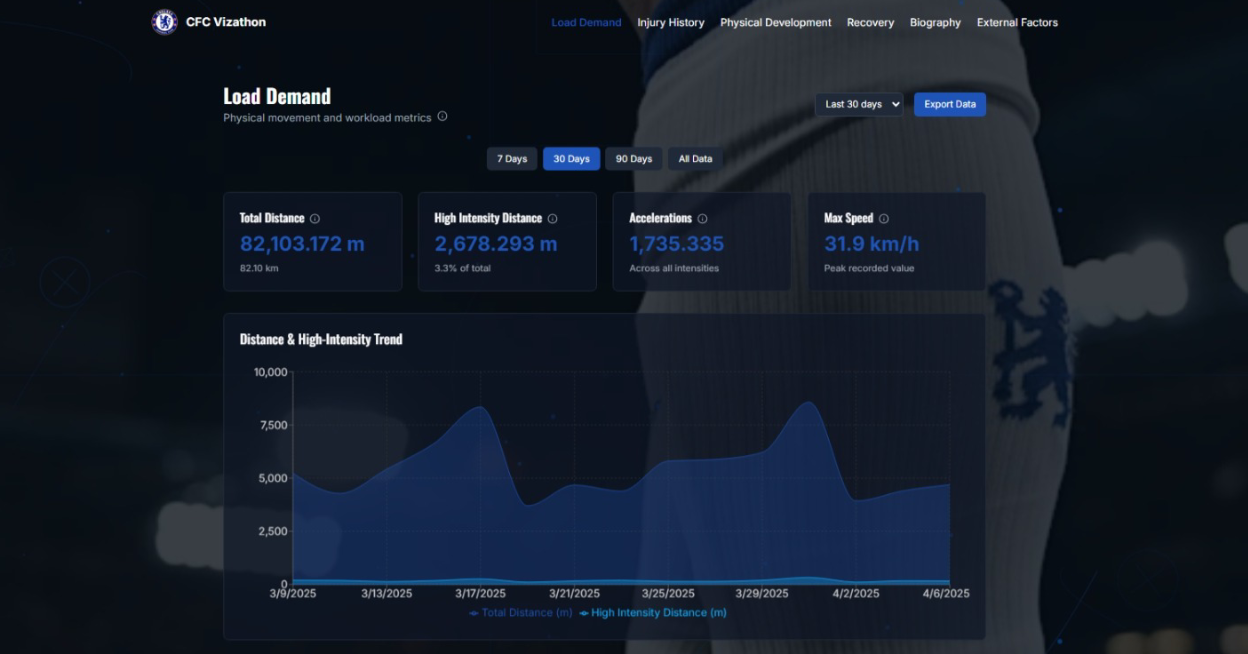 CFC Vizathon
Load Demand Injury History Physical Development Recovery Biography External Factors
Load Demand
Physical movement and workload metrics
Last 30 days Export Data
7 Days 30 Days 90 Days All Data
Total Distance High Intensity Distance Accelerations Max Speed
82,103.172 m 2,678.293 m 1,735.335 31.9 km/h
82.10 km 3.3% of total Across all intensities Peak recorded value
Distance & High-Intensity Trend
10,000
7,500
5,000
2,500
0
3/9/2025 3/13/2025 3/17/2025 3/21/2025 3/25/2025 3/29/2025 4/2/2025 4/6/2025
Total Distance (m) High Intensity Distance (m)